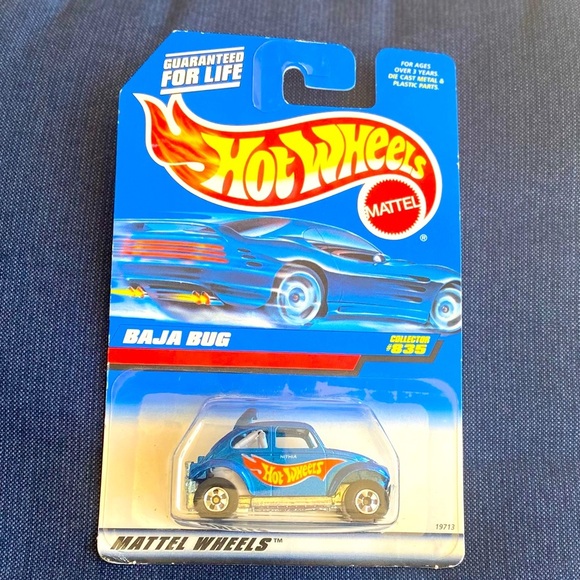 GUARANTEED
FOR LIFE
FOR AGES
OVER 3 YEARS.
DIE CAST METAL &
PLASTIC PARTS.
HOT WHEELS
MATTEL
®
BAJA BUG
COLLECTOR
#835
HOT WHEELS
19713
MATTEL WHEELS™